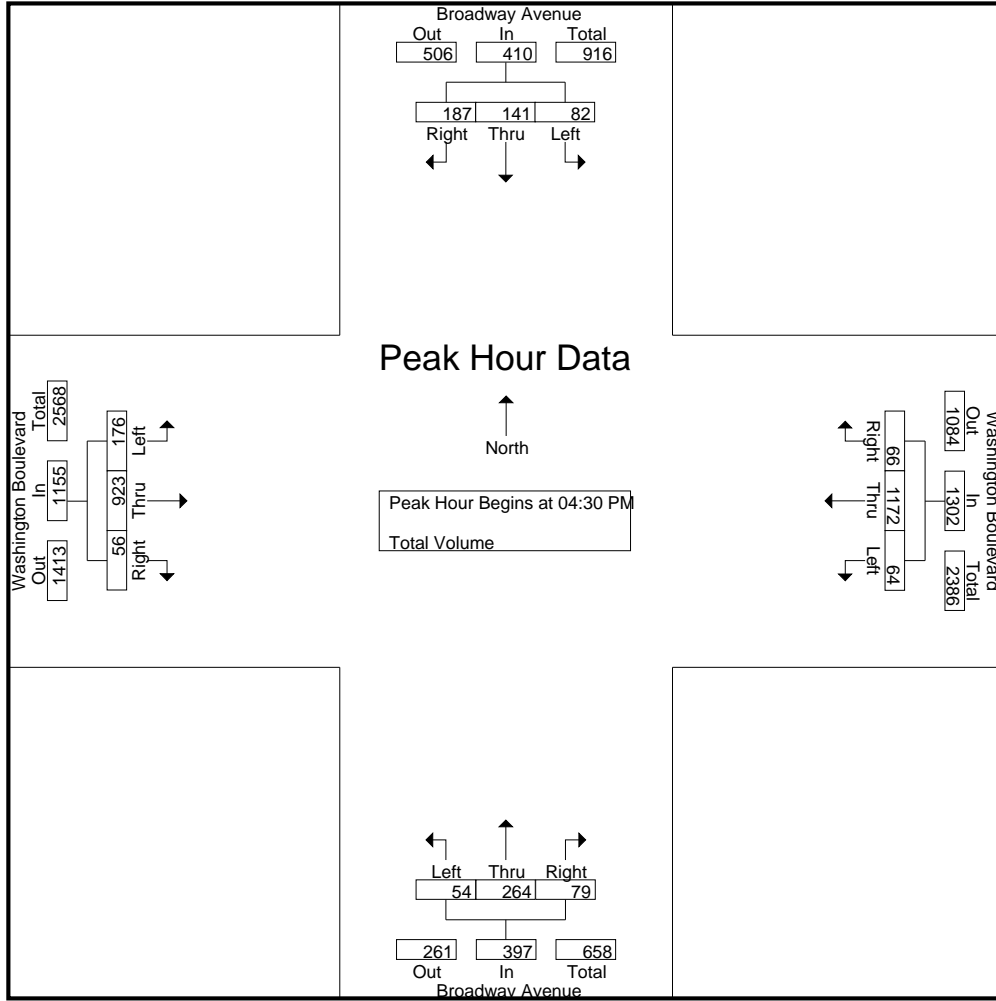 Broadway Avenue
Out In Total
506 410 916
187 141 82
Right Thru Left
Peak Hour Data
North
Peak Hour Begins at 04:30 PM
Total Volume
Washington Boulevard
Total In Out
2568 1155 1413
176 923 56
Left Thru Right
Washington Boulevard
Out In Total
1084 1302 2386
66 1172 64
Right Thru Left
Left Thru Right
54 264 79
261 397 658
Out In Total
Broadway Avenue